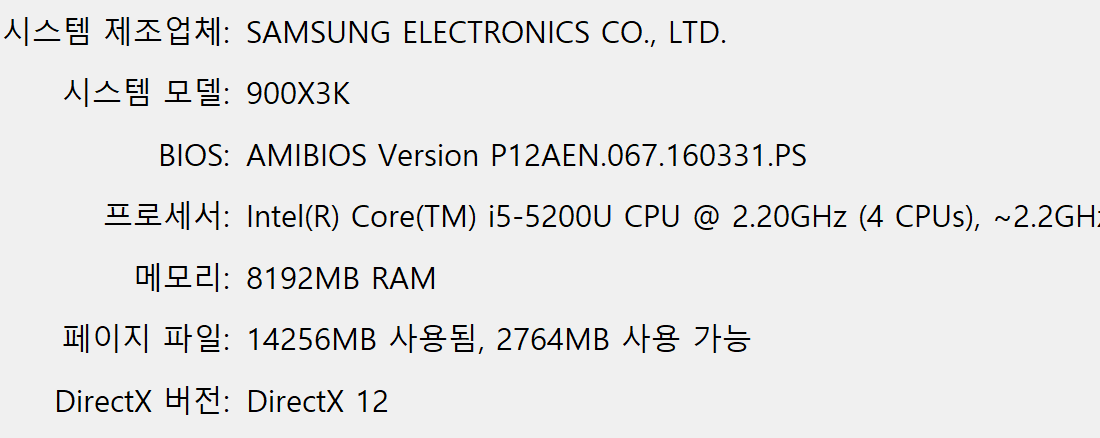 시스템 제조업체: SAMSUNG ELECTRONICS CO., LTD.
시스템 모델: 900X3K
BIOS: AMIBIOS Version P12AEN.067.160331.PS
프로세서: Intel(R) Core(TM) i5-5200U CPU @ 2.20GHz (4 CPUs), ~2.2GHz
메모리: 8192MB RAM
페이지 파일: 14256MB 사용됨, 2764MB 사용 가능
DirectX 버전: DirectX 12